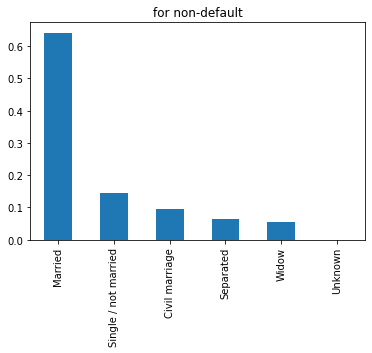 for non-default
0.6
0.5
0.4
0.3
0.2
0.1
0.0
Married
Single / not married
Civil marriage
Separated
Widow
Unknown